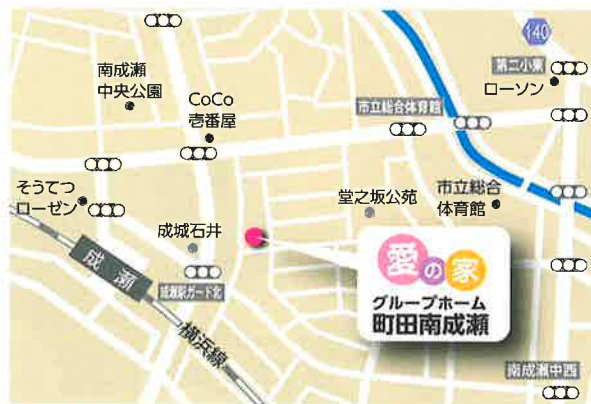 140
第二小東
ローソン
南成瀬
中央公園
CoCo
壱番屋
市立総合体育館
そうてつ
ローゼン
堂之坂公苑
市立総合
体育館
成城石井
成瀬
成瀬駅ガード北
横浜線
愛の家
グループホーム
町田南成瀬
南成瀬中西